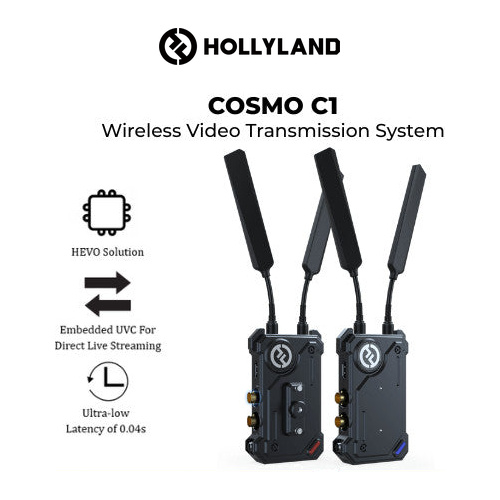 HOLLYLAND
COSMO C1
Wireless Video Transmission System
HEVO Solution
Embedded UVC For
Direct Live Streaming
Ultra-low
Latency of 0.04s